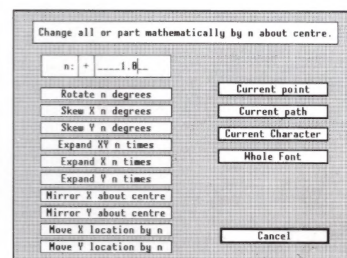 Change all or part mathematically by n about centre.
n: + ____1.0__
Rotate n degrees
Skew X n degrees
Skew Y n degrees
Expand XY n times
Expand X n times
Expand Y n times
Mirror X about centre
Mirror Y about centre
Move X location by n
Move Y location by n
Current point
Current path
Current Character
Whole Font
Cancel